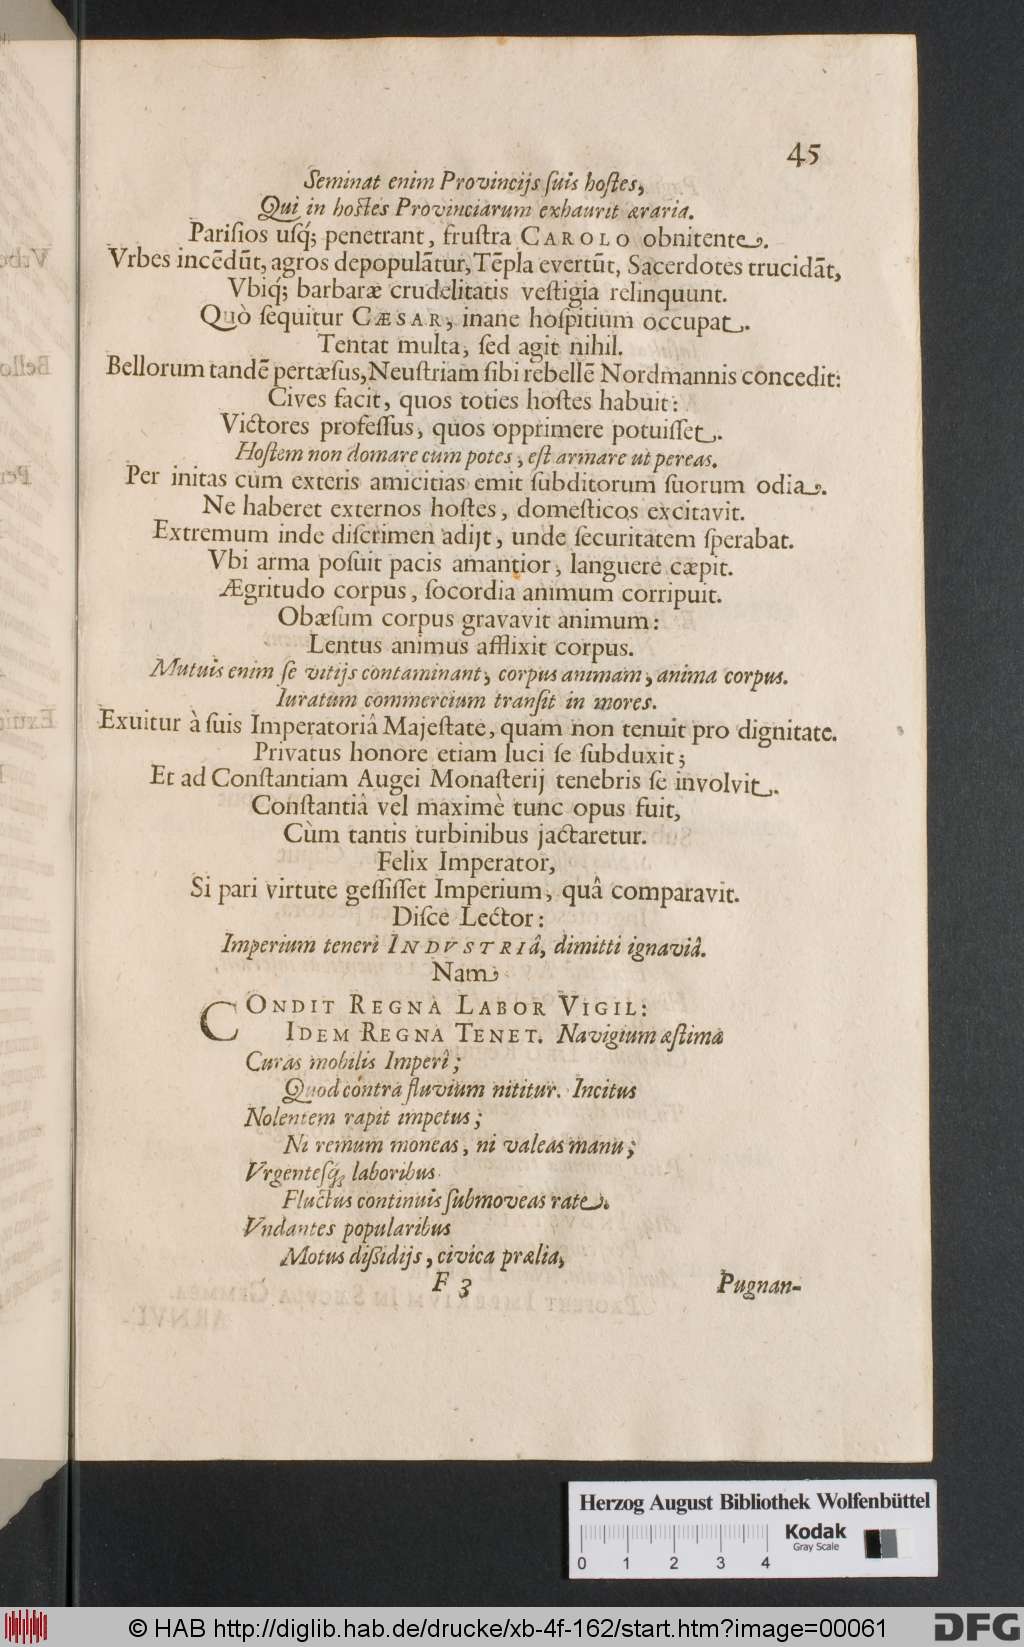 45
Seminat enim Provincijs ſuis hoſtes,
Qui in hoſtes Provinciarum exhaurit æraria.
Pariſios uſq́; penetrant, fruſtra CAROLO obnitente.
Vrbes incēdūt, agros depopulātur, Tēpla evertūt, Sacerdotes trucidāt,
Vbiq́; barbaræ crudelitatis veſtigia relinquunt.
Quò ſequitur CÆSAR, inane hoſpitium occupat.
Tentat multa, ſed agit nihil.
Bellorum tandē pertæſus, Neuſtriam ſibi rebellē Nordmannis concedit:
Cives facit, quos toties hoſtes habuit:
Victores profeſſus, quos opprimere potuiſſet.
Hoſtem non domare cum potes, eſt armare ut pereas.
Per initas cum exteris amicitias emit ſubditorum ſuorum odia.
Ne haberet externos hoſtes, domeſticos excitavit.
Extremum inde diſcrimen adijt, unde ſecuritatem ſperabat.
Vbi arma poſuit pacis amantior, languere cæpit.
Ægritudo corpus, ſocordia animum corripuit.
Obæſum corpus gravavit animum:
Lentus animus afflixit corpus.
Mutuis enim ſe vitijs contaminant, corpus animam, anima corpus.
Iuratum commercium tranſit in mores.
Exuitur à ſuis Imperatoriâ Majeſtate, quam non tenuit pro dignitate.
Privatus honore etiam luci ſe ſubduxit;
Et ad Conſtantiam Augei Monaſterij tenebris ſe involvit.
Conſtantiâ vel maximè tunc opus fuit,
Cùm tantis turbinibus jactaretur.
Felix Imperator,
Si pari virtute geſſiſſet Imperium, quâ comparavit.
Diſce Lector:
Imperium teneri INDVSTRIâ, dimitti ignaviâ.
Nam
CONDIT REGNA LABOR VIGIL:
IDEM REGNA TENET. Navigium æſtima
Curas mobilis Imperî;
Quod contra fluvium nititur. Incitus
Nolentem rapit impetus;
Ni remum moneas, ni valeas manu;
Vrgenteſq́; laboribus
Fluctus continuis ſubmoveas rate.
Vndantes popularibus
Motus diſſidijs, civica prælia,
F 3
Pugnan-
Herzog August Bibliothek Wolfenbüttel
Kodak
Gray Scale
0 1 2 3 4
© HAB http://diglib.hab.de/drucke/xb-4f-162/start.htm?image=00061
DFG